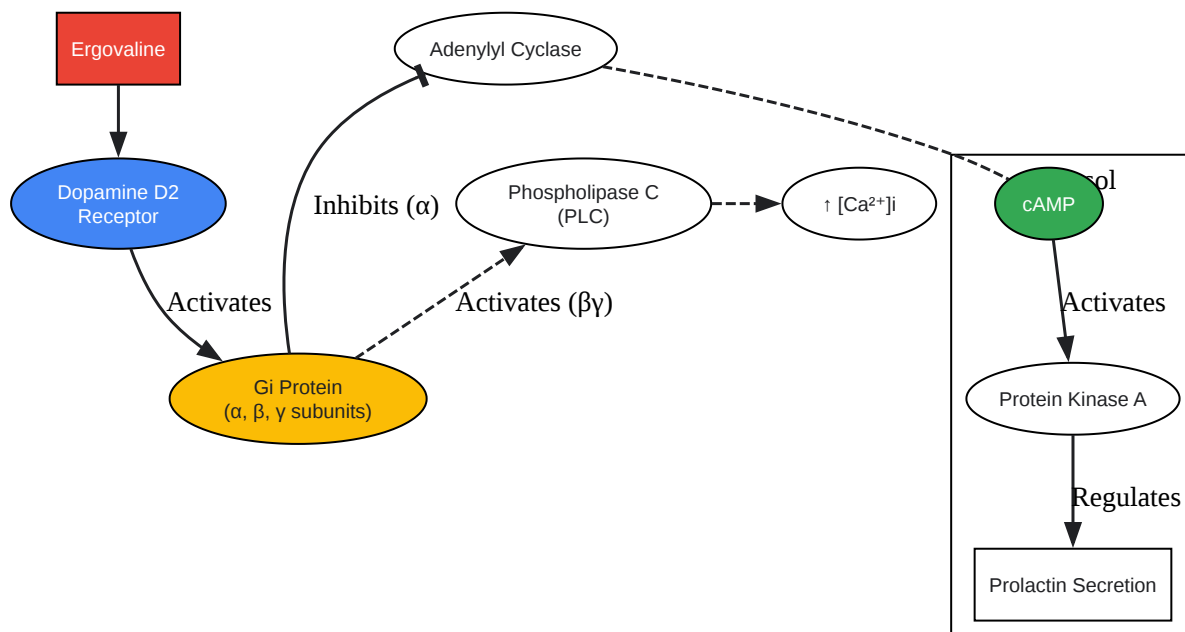 Ergovaline
Adenylyl Cyclase
Dopamine D2
Receptor
Phospholipase C
(PLC)
↑ [Ca²⁺]i
cAMP
Inhibits (α)
Activates
Activates (βγ)
Activates
Gi Protein
(α, β, γ subunits)
Protein Kinase A
Regulates
Prolactin Secretion